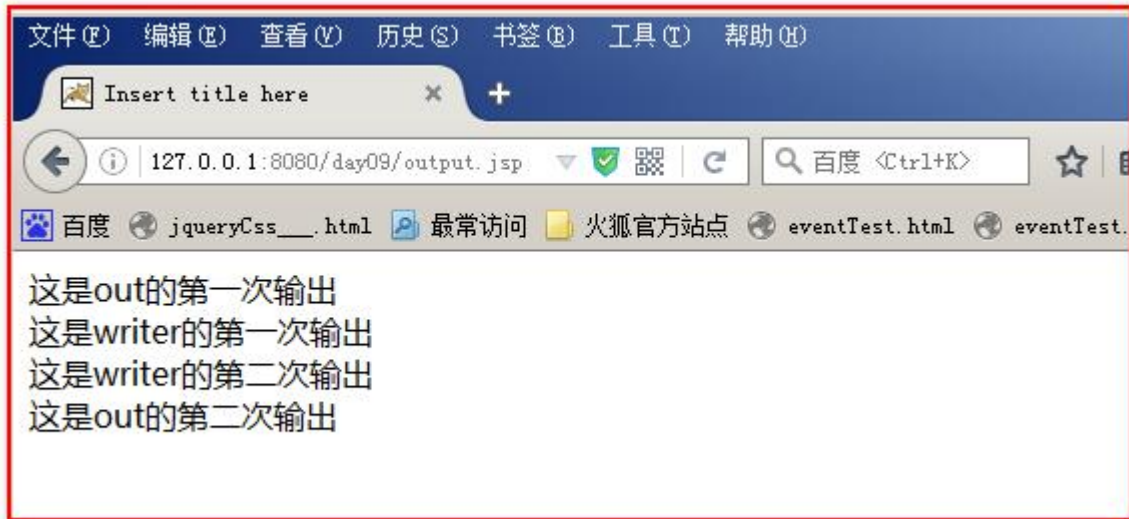 文件(F) 编辑(E) 查看(V) 历史(S) 书签(B) 工具(T) 帮助(H)
Insert title here
127.0.0.1:8080/day09/output.jsp 百度 <Ctrl+K>
百度 jqueryCss___.html 最常访问 火狐官方站点 eventTest.html eventTest.
这是out的第一次输出
这是writer的第一次输出
这是writer的第二次输出
这是out的第二次输出